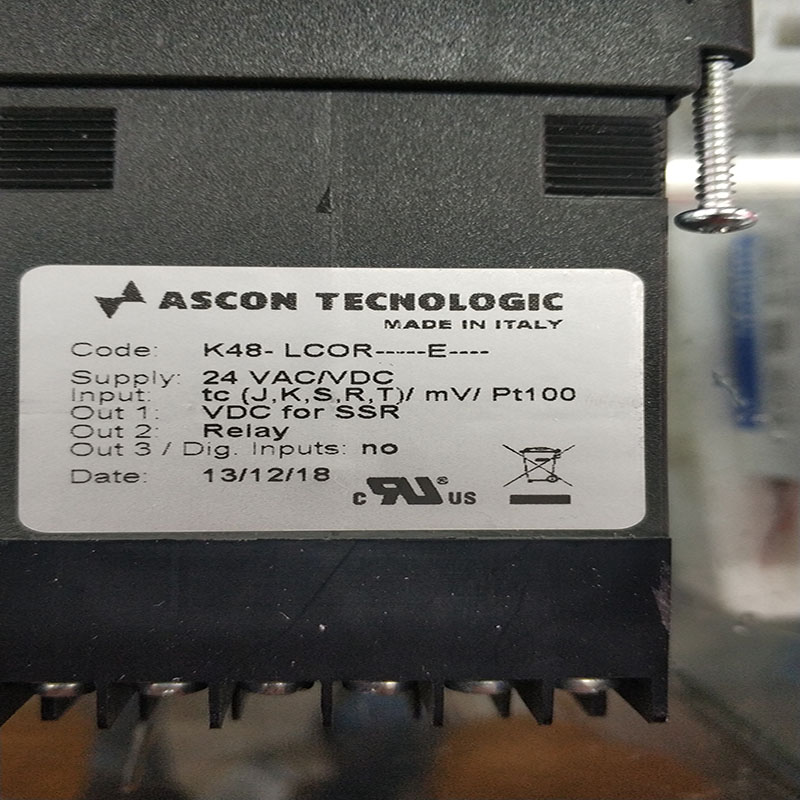 ASCON TECNOLOGIC
MADE IN ITALY
Code: K48- LCOR-----E----
Supply: 24 VAC/VDC
Input: tc (J,K,S,R,T)/ mV/ Pt100
Out 1: VDC for SSR
Out 2: Relay
Out 3 / Dig. Inputs: no
Date: 13/12/18
c RU® US